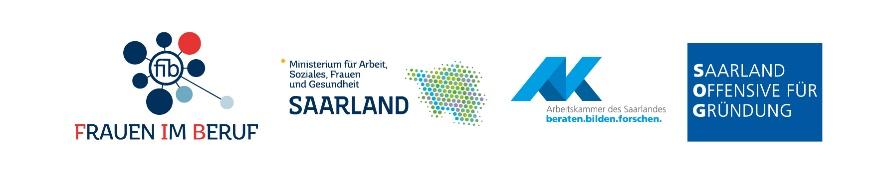 fib
FRAUEN IM BERUF
Ministerium für Arbeit,
Soziales, Frauen
und Gesundheit
SAARLAND
AK
Arbeitskammer des Saarlandes
beraten.bilden.forschen.
SAARLAND
OFFENSIVE FÜR
GRÜNDUNG